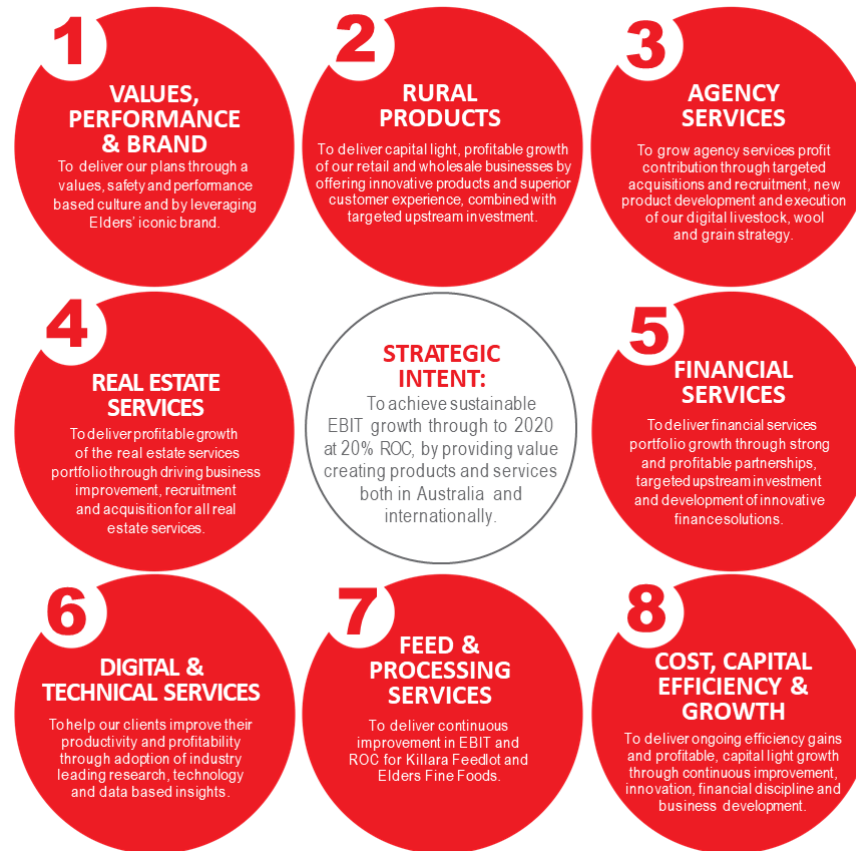 1
VALUES,
PERFORMANCE
& BRAND
To deliver our plans through a
values, safety and performance
based culture and by leveraging
Elders' iconic brand.
2
RURAL
PRODUCTS
To deliver capital light, profitable growth
of our retail and wholesale businesses by
offering innovative products and superior
customer experience, combined with
targeted upstream investment.
3
AGENCY
SERVICES
To grow agency services profit
contribution through targeted
acquisitions and recruitment, new
product development and execution
of our digital livestock, wool
and grain strategy.
4
REAL ESTATE
SERVICES
To deliver profitable growth
of the real estate services
portfolio through driving business
improvement, recruitment
and acquisition for all real
estate services.
STRATEGIC
INTENT:
To achieve sustainable
EBIT growth through to 2020
at 20% ROC, by providing value
creating products and services
both in Australia and
internationally.
5
FINANCIAL
SERVICES
To deliver financial services
portfolio growth through strong
and profitable partnerships,
targeted upstream investment
and development of innovative
finance solutions.
6
DIGITAL &
TECHNICAL SERVICES
To help our clients improve their
productivity and profitability
through adoption of industry
leading research, technology
and data based insights.
7
FEED &
PROCESSING
SERVICES
To deliver continuous
improvement in EBIT and
ROC for Killara Feedlot and
Elders Fine Foods.
8
COST, CAPITAL
EFFICIENCY &
GROWTH
To deliver ongoing efficiency gains
and profitable, capital light growth
through continuous improvement,
innovation, financial discipline and
business development.